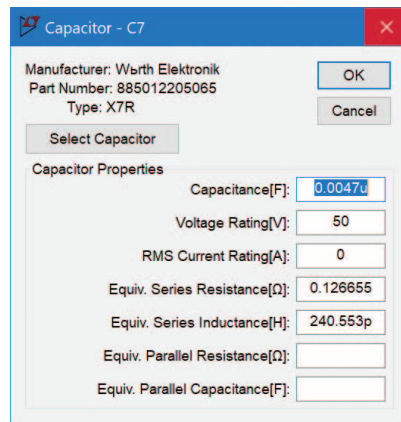 Capacitor - C7
Manufacturer: Wьrth Elektronik
Part Number: 885012205065
Type: X7R
OK
Cancel
Select Capacitor
Capacitor Properties
Capacitance[F]: 0.0047u
Voltage Rating[V]: 50
RMS Current Rating[A]: 0
Equiv. Series Resistance[Ω]: 0.126655
Equiv. Series Inductance[H]: 240.553p
Equiv. Parallel Resistance[Ω]:
Equiv. Parallel Capacitance[F]: